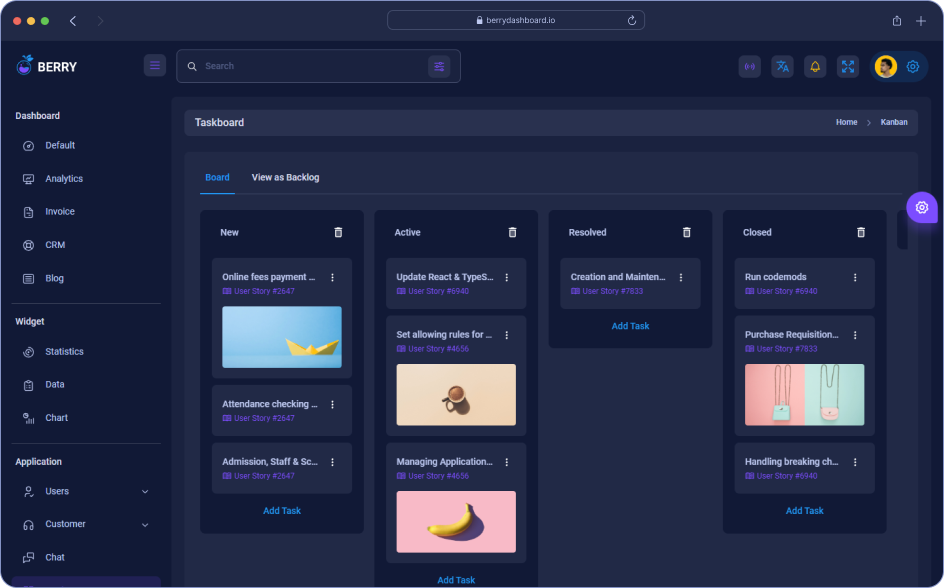 berrydashboard.io
BERRY
Search
Dashboard
Default
Analytics
Invoice
CRM
Blog
Widget
Statistics
Data
Chart
Application
Users
Customer
Chat
Taskboard
Home
Kanban
Board
View as Backlog
New
Online fees payment ...
User Story #2647
Attendance checking ...
User Story #2647
Admission, Staff & Sc...
User Story #2647
Add Task
Active
Update React & TypeS...
User Story #6940
Set allowing rules for ...
User Story #4656
Managing Application...
User Story #4656
Add Task
Resolved
Creation and Mainten...
User Story #7833
Add Task
Closed
Run codemods
User Story #6940
Purchase Requisition...
User Story #7833
Handling breaking ch...
User Story #6940
Add Task